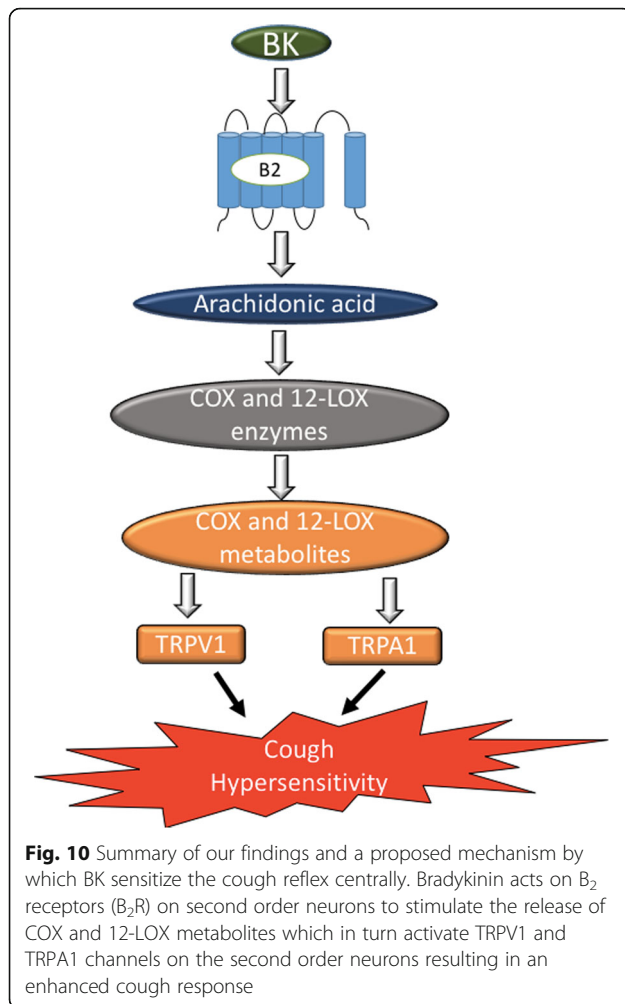 BK
B2
Arachidonic acid
COX and 12-LOX
enzymes
COX and 12-LOX
metabolites
TRPV1 TRPA1
Cough
Hypersensitivity
Fig. 10 Summary of our findings and a proposed mechanism by
which BK sensitize the cough reflex centrally. Bradykinin acts on B₂
receptors (B₂R) on second order neurons to stimulate the release of
COX and 12-LOX metabolites which in turn activate TRPV1 and
TRPA1 channels on the second order neurons resulting in an
enhanced cough response